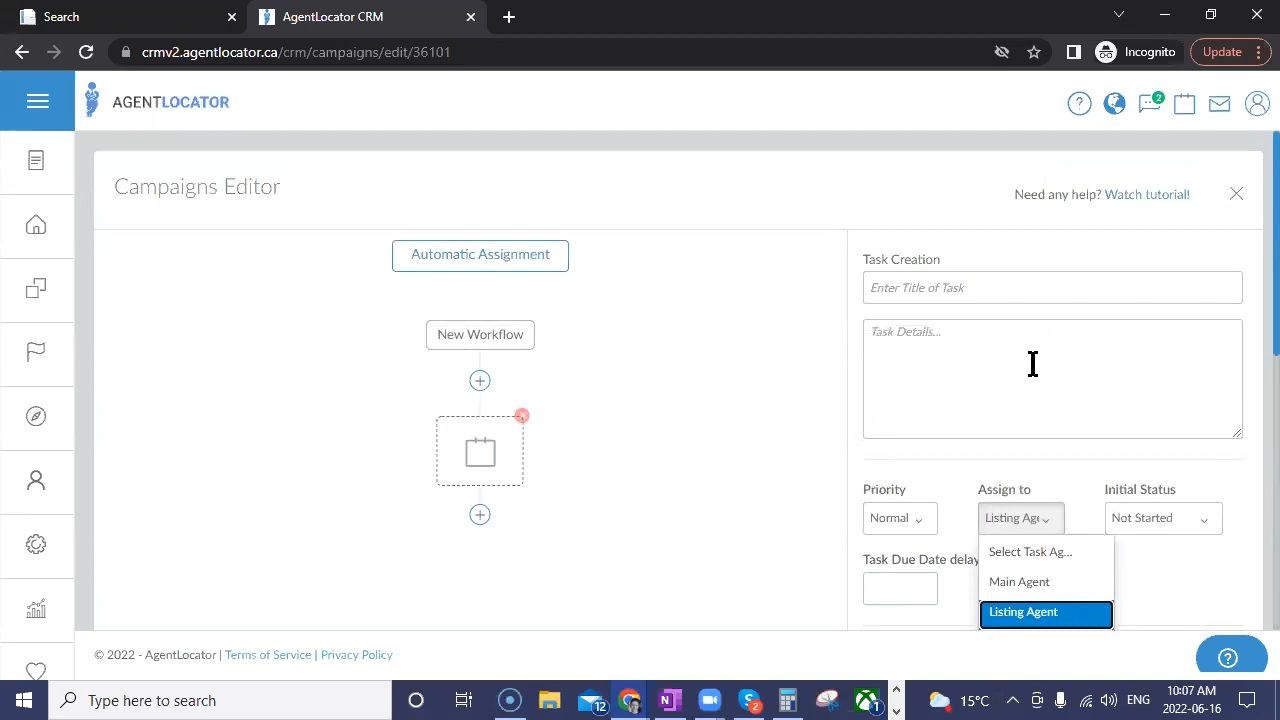 Search
AgentLocator CRM
crmv2.agentlocator.ca/crm/campaigns/edit/36101
Incognito
Update
AGENTLOCATOR
2
Campaigns Editor
Need any help? Watch tutorial!
Automatic Assignment
New Workflow
Task Creation
Enter Title of Task
Task Details...
Priority
Assign to
Initial Status
Normal
Listing Age
Not Started
Task Due Date delay
Select Task Ag...
Main Agent
Listing Agent
© 2022 - AgentLocator | Terms of Service | Privacy Policy
Type here to search
12
2
1
15°C
ENG
10:07 AM
2022-06-16